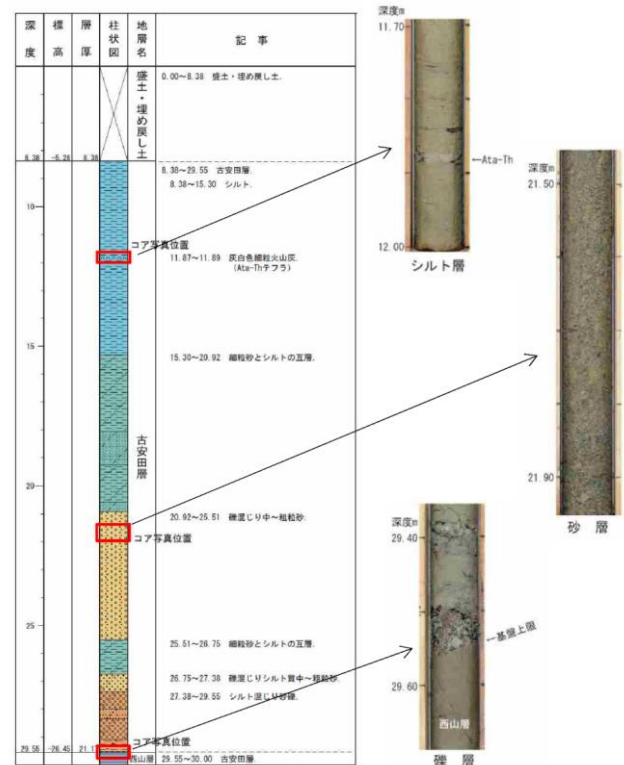 深度
標高
層厚
柱状図
地層名
記事
盛土・埋め戻し土
0.00～8.38 盛土・埋め戻し土.
8.38 -5.28 8.38
8.38～29.55 古安田層.
8.38～15.30 シルト.
10
コア写真位置
11.87～11.89 灰白色細粒火山灰.
(Ata-Thテフラ)
15
15.30～20.92 細粒砂とシルトの互層.
古安田層
20
20.92～25.51 礫混じり中～粗粒砂.
コア写真位置
25
25.51～26.75 細粒砂とシルトの互層.
26.75～27.38 礫混じりシルト質中～粗粒砂.
27.38～29.55 シルト混じり砂礫.
コア写真位置
29.55 -26.45 21.17
西山層
29.55～30.00 古安田層
深度m
11.70
Ata-Th
12.00
シルト層
深度m
21.50
21.90
砂層
深度m
29.40
基盤上限
29.60
西山層
礫層